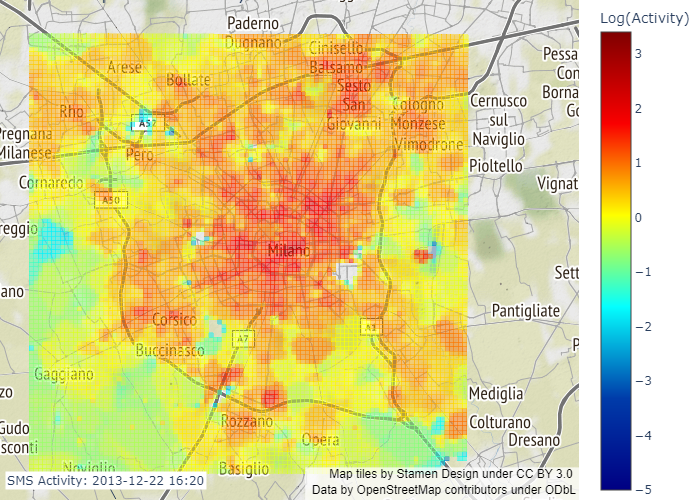 Log(Activity)
Paderno
Dugnano
Cinisello
Balsamo
Arese
Bollate
Sesto
San
Giovanni
Rho
A52
Cologno
Monzese
Cernusco
sul
Naviglio
Pessa
Con
Borna
Go
Pregnana
Milanese
Pero
Vimodrone
Pioltello
Cornaredo
Vignat
A50
reggio
Milano
Sett
ano
Corsico
A7
A1
Pantigliate
P
Buccinasco
Gaggiano
zo
Mediglia
Rozzano
Colturano
Gudo
sconti
Opera
Dresano
Noviglio
Basiglio
3
2
1
0
−1
−2
−3
−4
−5
SMS Activity: 2013-12-22 16:20
Map tiles by Stamen Design under CC BY 3.0
Data by OpenStreetMap contributors under ODbL